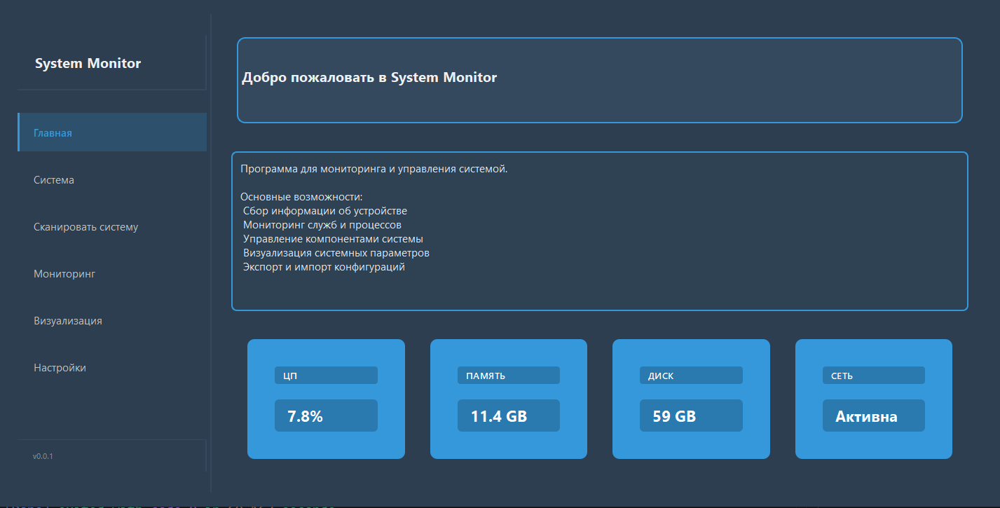 System Monitor
Главная
Система
Сканировать систему
Мониторинг
Визуализация
Настройки
v0.0.1
Добро пожаловать в System Monitor
Программа для мониторинга и управления системой.
Основные возможности:
Сбор информации об устройстве
Мониторинг служб и процессов
Управление компонентами системы
Визуализация системных параметров
Экспорт и импорт конфигураций
ЦП
7.8%
ПАМЯТЬ
11.4 GB
ДИСК
59 GB
СЕТЬ
Активна